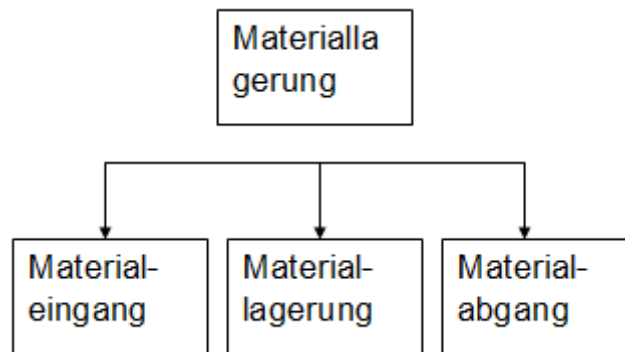 Materialla
gerung
Material-
eingang
Material-
lagerung
Material-
abgang